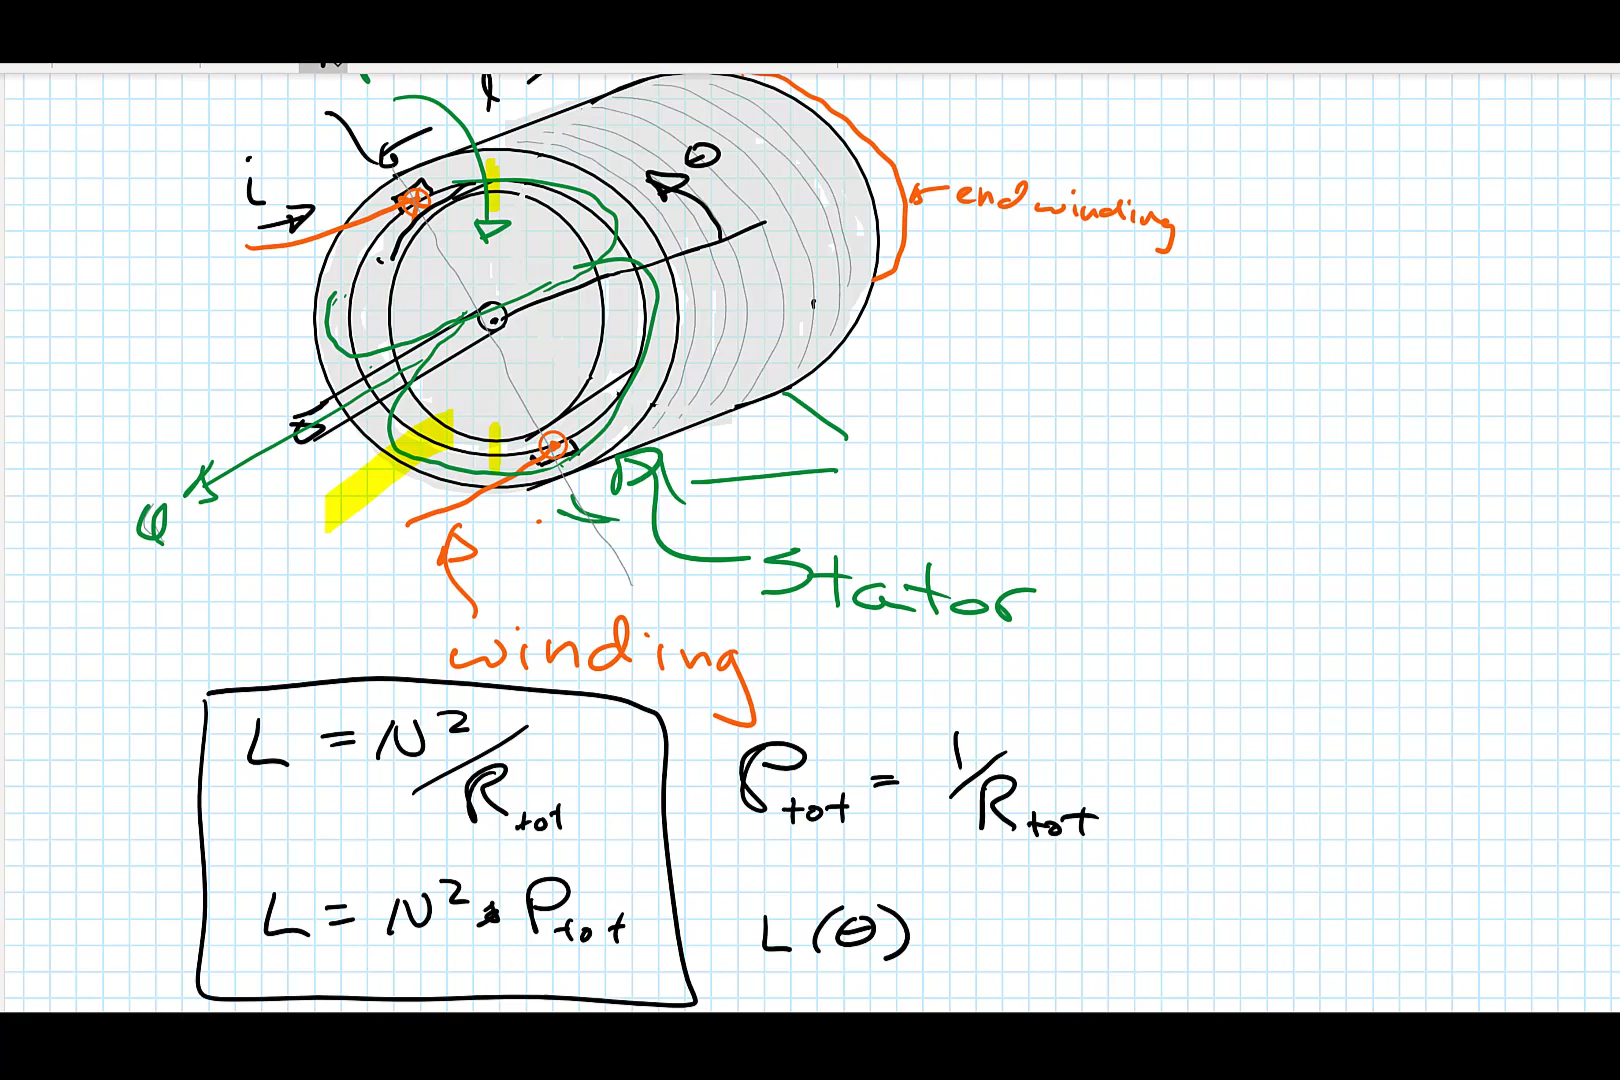 i
θ
end winding
φ
Stator
winding
L = N²/R_tot
P_tot = 1/R_tot
L = N² * P_tot
L(θ)